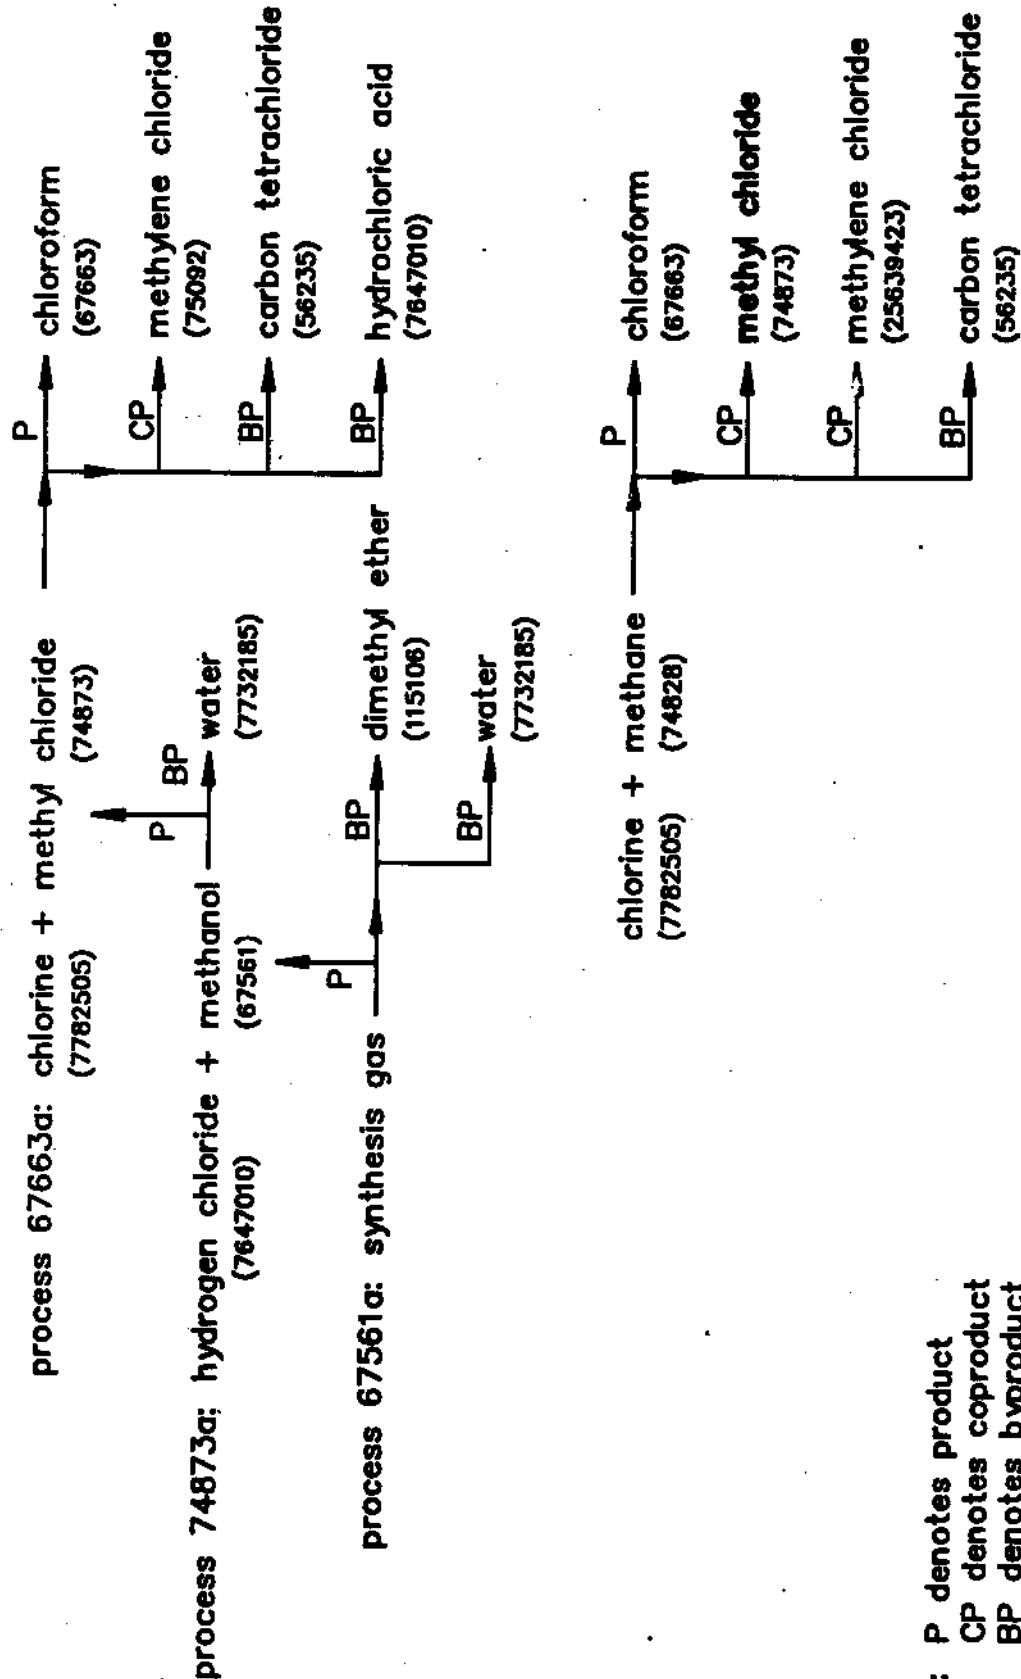 process 67663a: chlorine + methyl chloride
(7782505) (74873)
P
chloroform
(67663)
CP
methylene chloride
(75092)
BP
carbon tetrachloride
(56235)
BP
hydrochloric acid
(7647010)
process 74873a: hydrogen chloride + methanol
(7647010) (67561)
P
BP
water
(7732185)
process 67561a: synthesis gas
P
BP
dimethyl ether
(115106)
BP
water
(7732185)
chlorine + methane
(7782505) (74828)
P
chloroform
(67663)
CP
methyl chloride
(74873)
CP
methylene chloride
(25639423)
BP
carbon tetrachloride
(56235)
: P denotes product
CP denotes coproduct
BP denotes byproduct